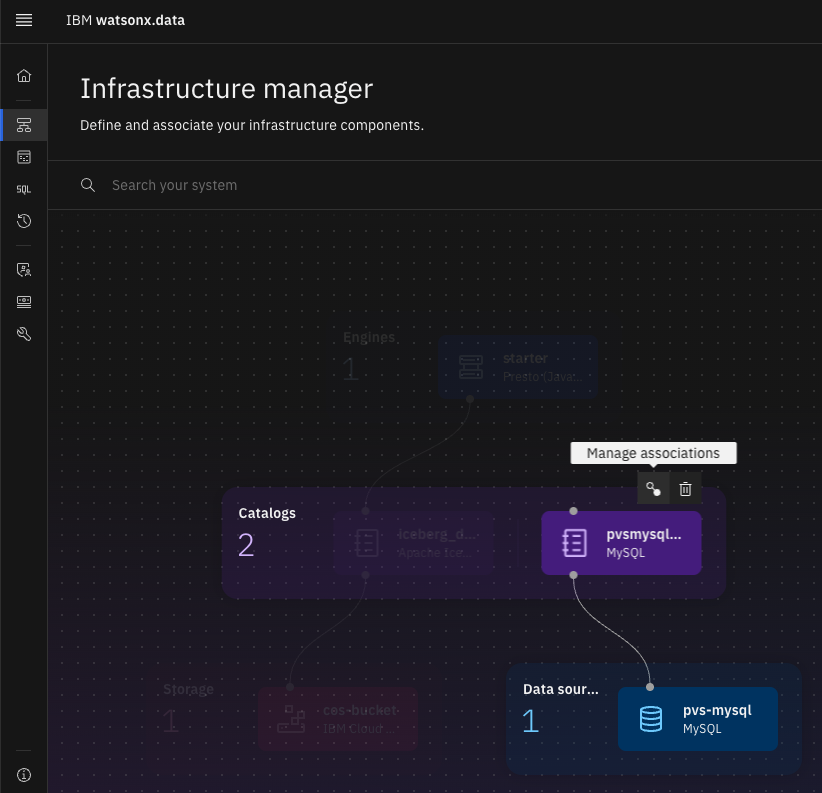 IBM watsonx.data
Infrastructure manager
Define and associate your infrastructure components.
SQL
Search your system
Engines
1
starter
Presto (Java...
Manage associations
Catalogs
2
iceberg_d...
Apache Ice...
pvsmysql...
MySQL
Storage
1
cos-bucket
IBM Cloud ...
Data sour...
1
pvs-mysql
MySQL